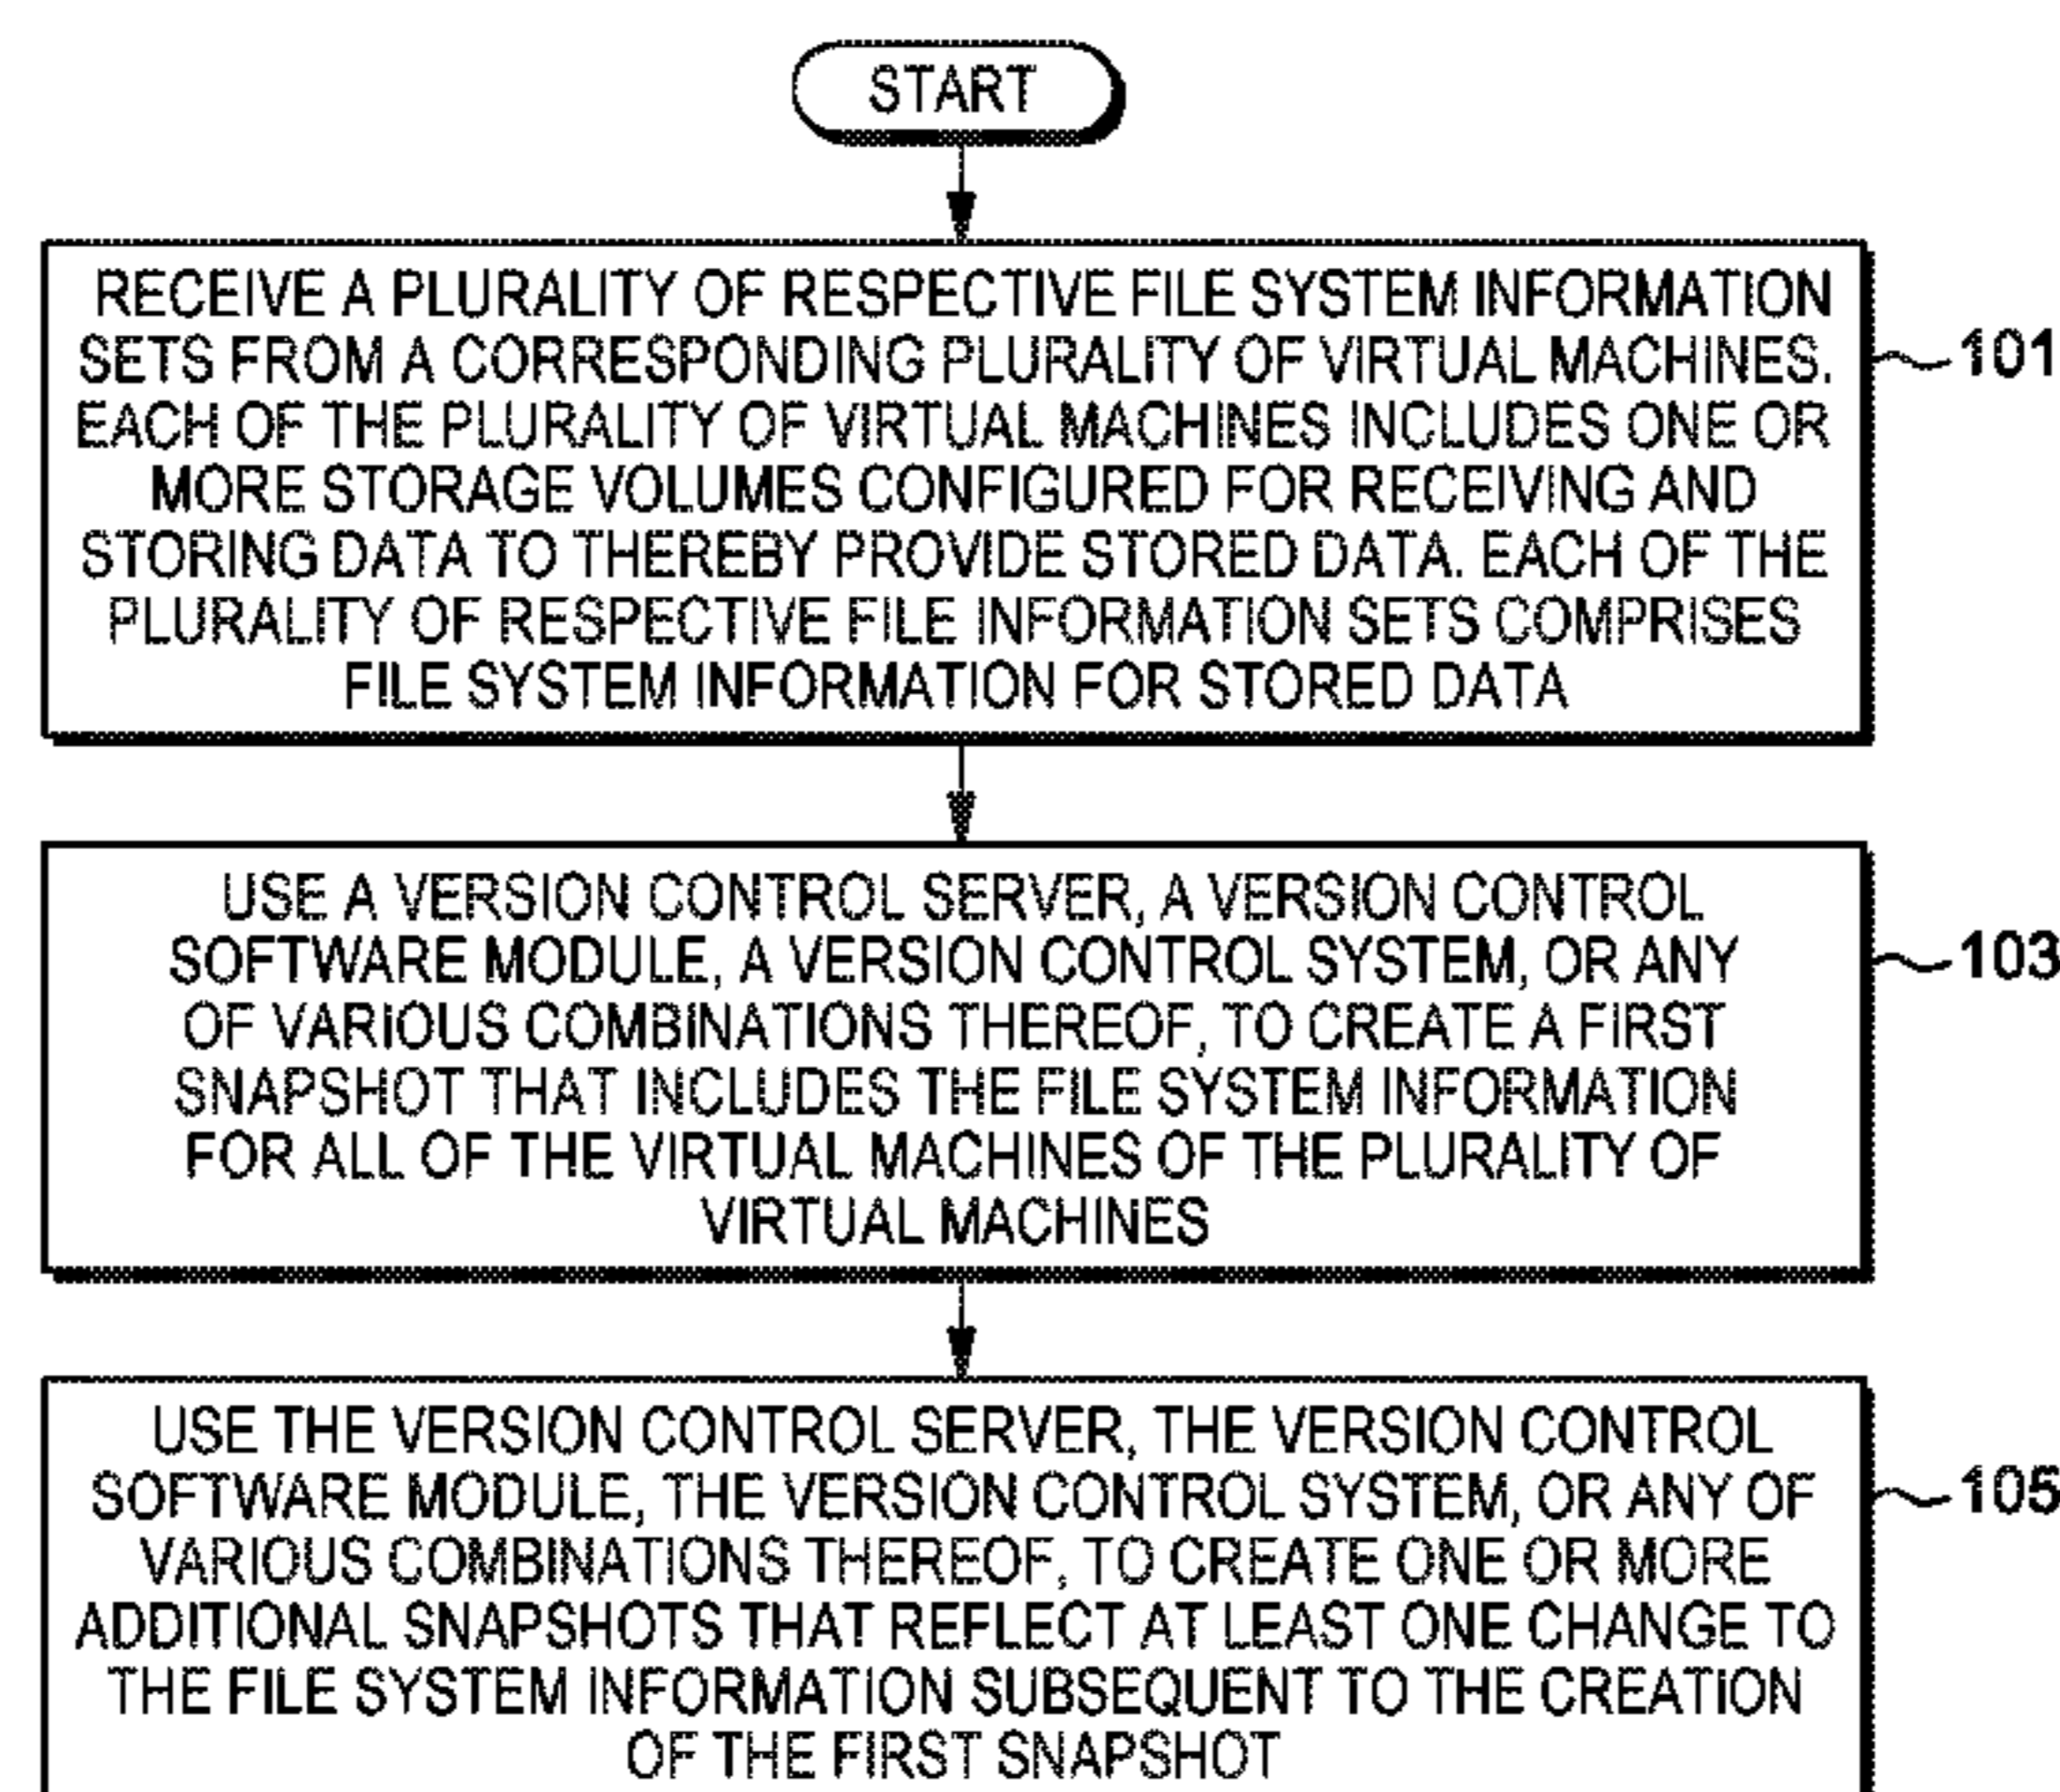 START
RECEIVE A PLURALITY OF RESPECTIVE FILE SYSTEM INFORMATION
SETS FROM A CORRESPONDING PLURALITY OF VIRTUAL MACHINES.
EACH OF THE PLURALITY OF VIRTUAL MACHINES INCLUDES ONE OR
MORE STORAGE VOLUMES CONFIGURED FOR RECEIVING AND
STORING DATA TO THEREBY PROVIDE STORED DATA. EACH OF THE
PLURALITY OF RESPECTIVE FILE INFORMATION SETS COMPRISES
FILE SYSTEM INFORMATION FOR STORED DATA
101
USE A VERSION CONTROL SERVER, A VERSION CONTROL
SOFTWARE MODULE, A VERSION CONTROL SYSTEM, OR ANY
OF VARIOUS COMBINATIONS THEREOF, TO CREATE A FIRST
SNAPSHOT THAT INCLUDES THE FILE SYSTEM INFORMATION
FOR ALL OF THE VIRTUAL MACHINES OF THE PLURALITY OF
VIRTUAL MACHINES
103
USE THE VERSION CONTROL SERVER, THE VERSION CONTROL
SOFTWARE MODULE, THE VERSION CONTROL SYSTEM, OR ANY OF
VARIOUS COMBINATIONS THEREOF, TO CREATE ONE OR MORE
ADDITIONAL SNAPSHOTS THAT REFLECT AT LEAST ONE CHANGE TO
THE FILE SYSTEM INFORMATION SUBSEQUENT TO THE CREATION
OF THE FIRST SNAPSHOT
105